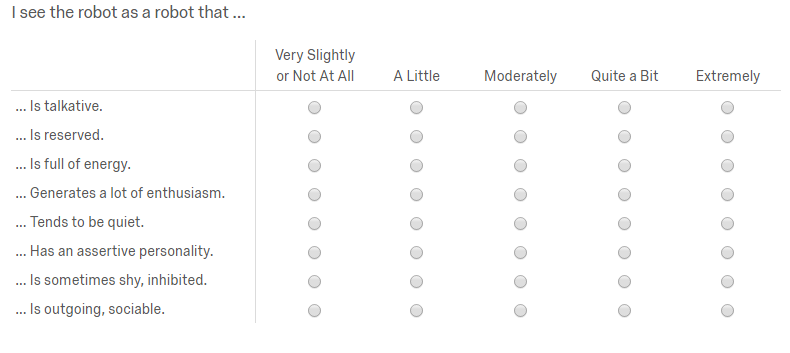 I see the robot as a robot that ...
Very Slightly
or Not At All
A Little
Moderately
Quite a Bit
Extremely
... Is talkative.
... Is reserved.
... Is full of energy.
... Generates a lot of enthusiasm.
... Tends to be quiet.
... Has an assertive personality.
... Is sometimes shy, inhibited.
... Is outgoing, sociable.